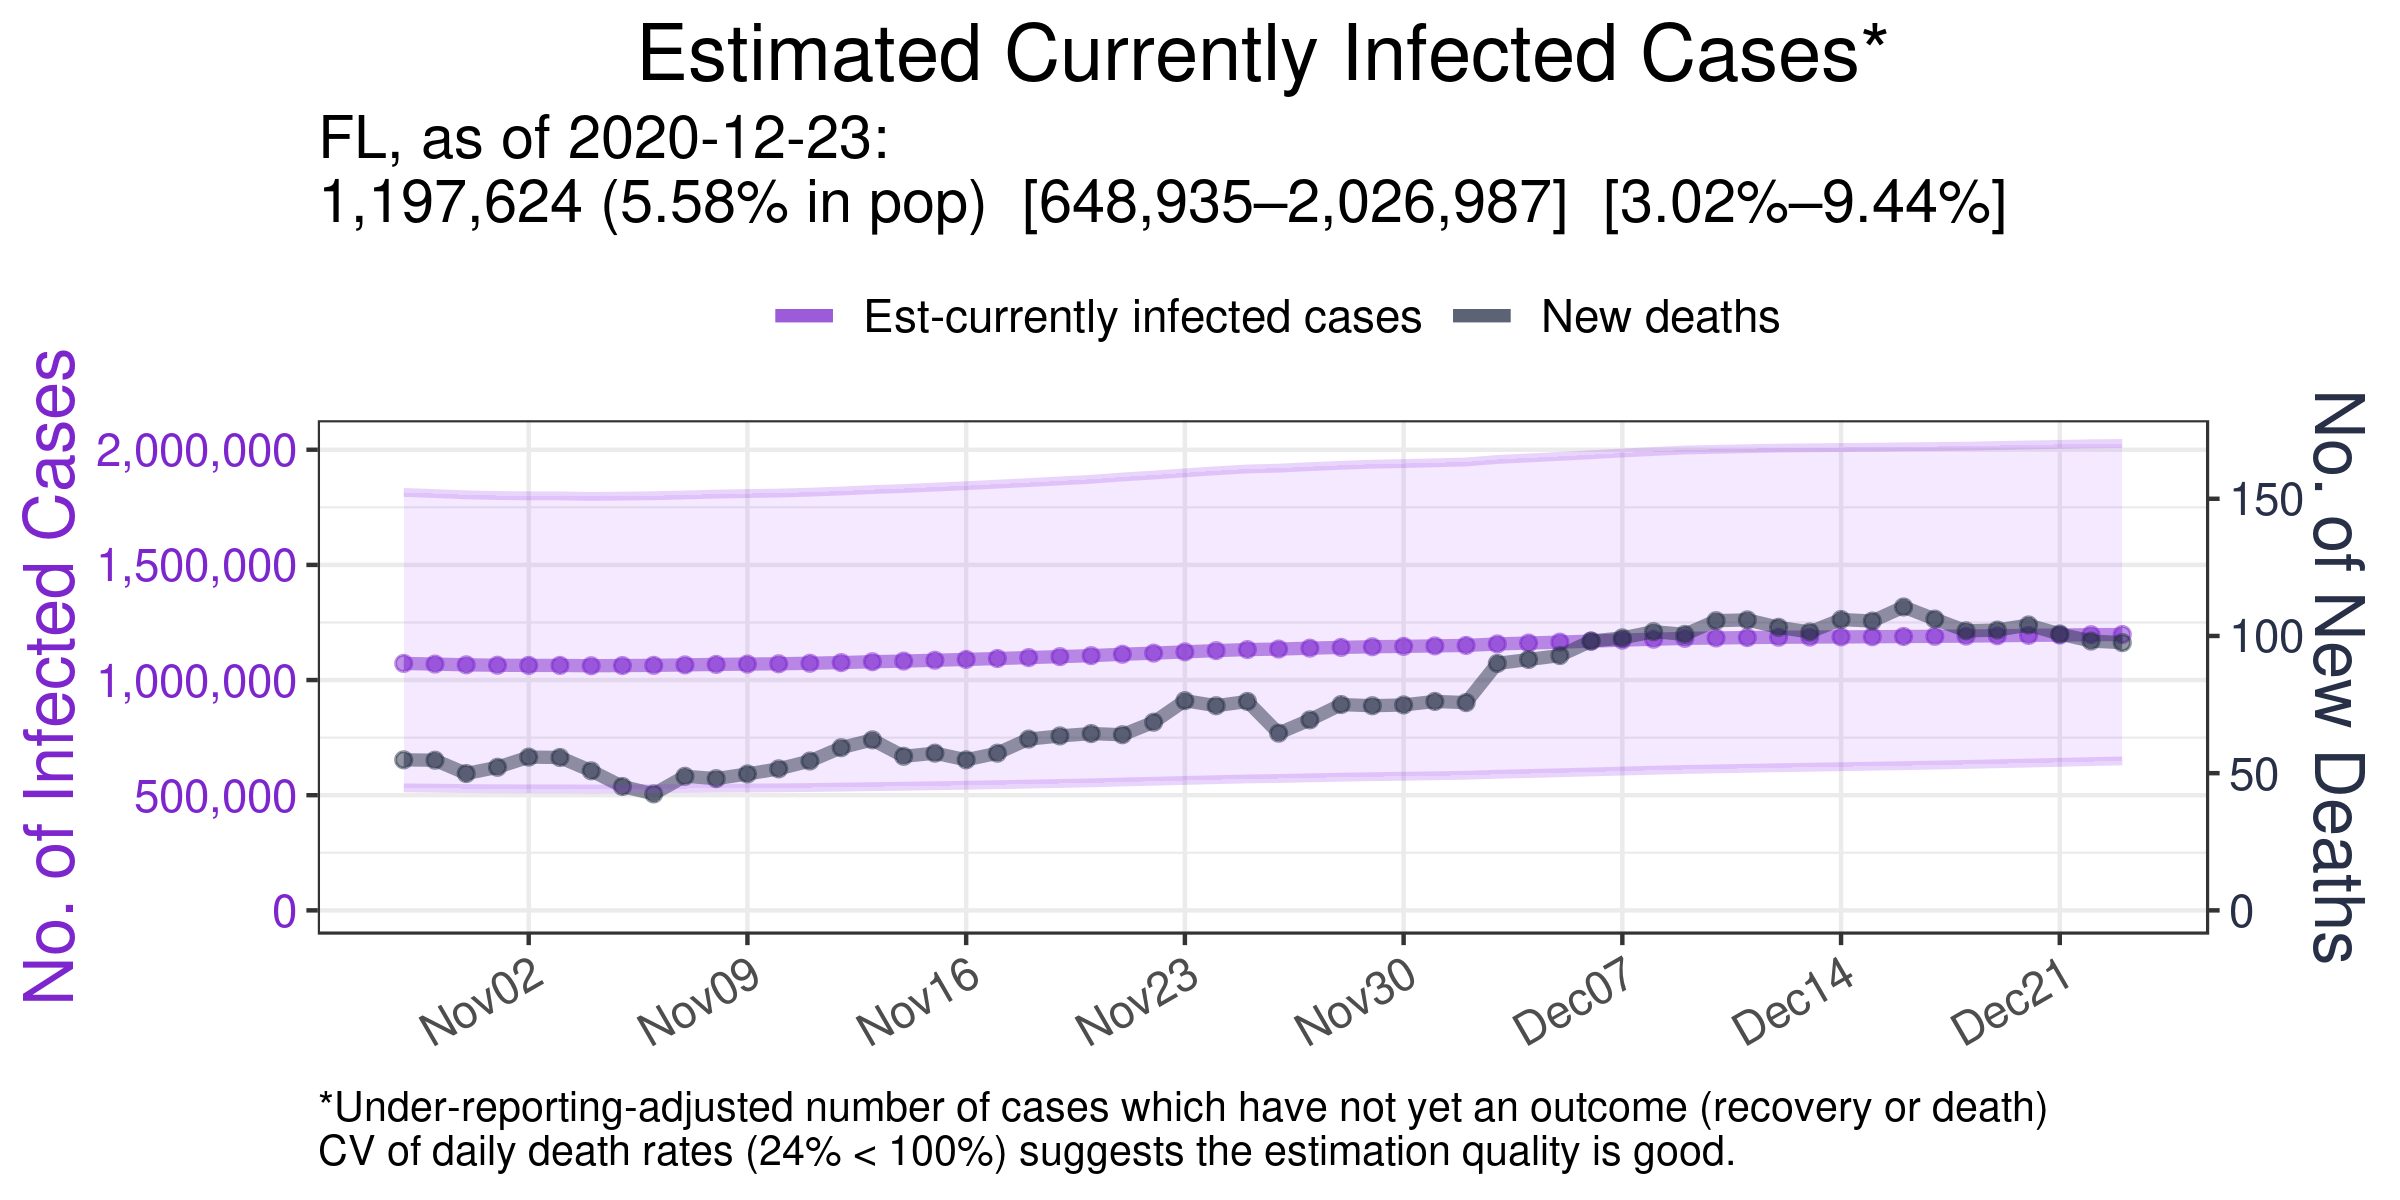 Estimated Currently Infected Cases*
FL, as of 2020-12-23:
1,197,624 (5.58% in pop)  [648,935–2,026,987]  [3.02%–9.44%]
Est-currently infected cases
New deaths
No. of Infected Cases
2,000,000
1,500,000
1,000,000
500,000
0
150
100
50
0
No. of New Deaths
Nov02
Nov09
Nov16
Nov23
Nov30
Dec07
Dec14
Dec21
*Under-reporting-adjusted number of cases which have not yet an outcome (recovery or death)
CV of daily death rates (24% < 100%) suggests the estimation quality is good.